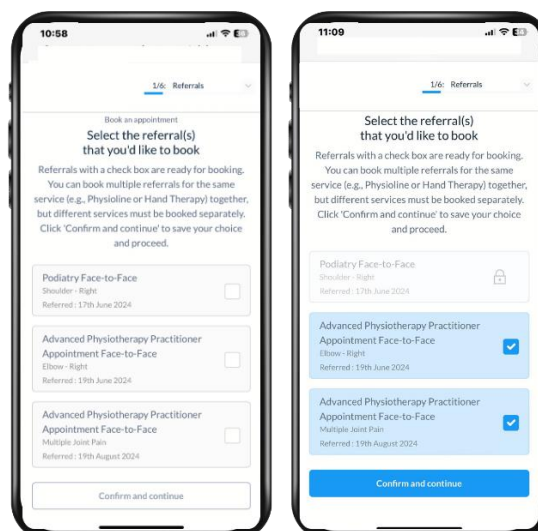 10:58
1/6: Referrals
Book an appointment
Select the referral(s)
that you'd like to book
Referrals with a check box are ready for booking.
You can book multiple referrals for the same
service (e.g., Physioline or Hand Therapy) together,
but different services must be booked separately.
Click 'Confirm and continue' to save your choice
and proceed.
Podiatry Face-to-Face
Shoulder - Right
Referred : 17th June 2024
Advanced Physiotherapy Practitioner
Appointment Face-to-Face
Elbow - Right
Referred : 19th June 2024
Advanced Physiotherapy Practitioner
Appointment Face-to-Face
Multiple Joint Pain
Referred : 19th August 2024
Confirm and continue
11:09
1/6: Referrals
Select the referral(s)
that you'd like to book
Referrals with a check box are ready for booking.
You can book multiple referrals for the same
service (e.g., Physioline or Hand Therapy) together,
but different services must be booked separately.
Click 'Confirm and continue' to save your choice
and proceed.
Podiatry Face-to-Face
Shoulder - Right
Referred : 17th June 2024
Advanced Physiotherapy Practitioner
Appointment Face-to-Face
Elbow - Right
Referred : 19th June 2024
Advanced Physiotherapy Practitioner
Appointment Face-to-Face
Multiple Joint Pain
Referred : 19th August 2024
Confirm and continue